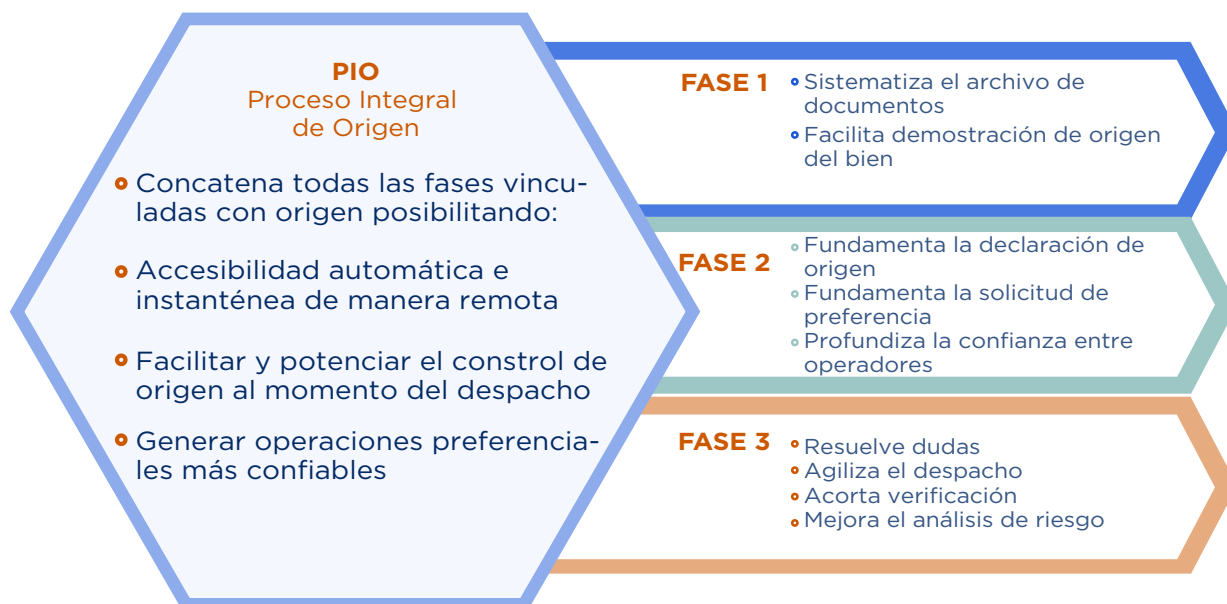 PIO
Proceso Integral
de Origen
Concatena todas las fases vincu-
ladas con origen posibilitando:
Accesibilidad automática e
instanténea de manera remota
Facilitar y potenciar el constrol de
origen al momento del despacho
Generar operaciones preferencia-
les más confiables
FASE 1
Sistematiza el archivo de
documentos
Facilita demostración de origen
del bien
FASE 2
Fundamenta la declaración de
origen
Fundamenta la solicitud de
preferencia
Profundiza la confianza entre
operadores
FASE 3
Resuelve dudas
Agiliza el despacho
Acorta verificación
Mejora el análisis de riesgo